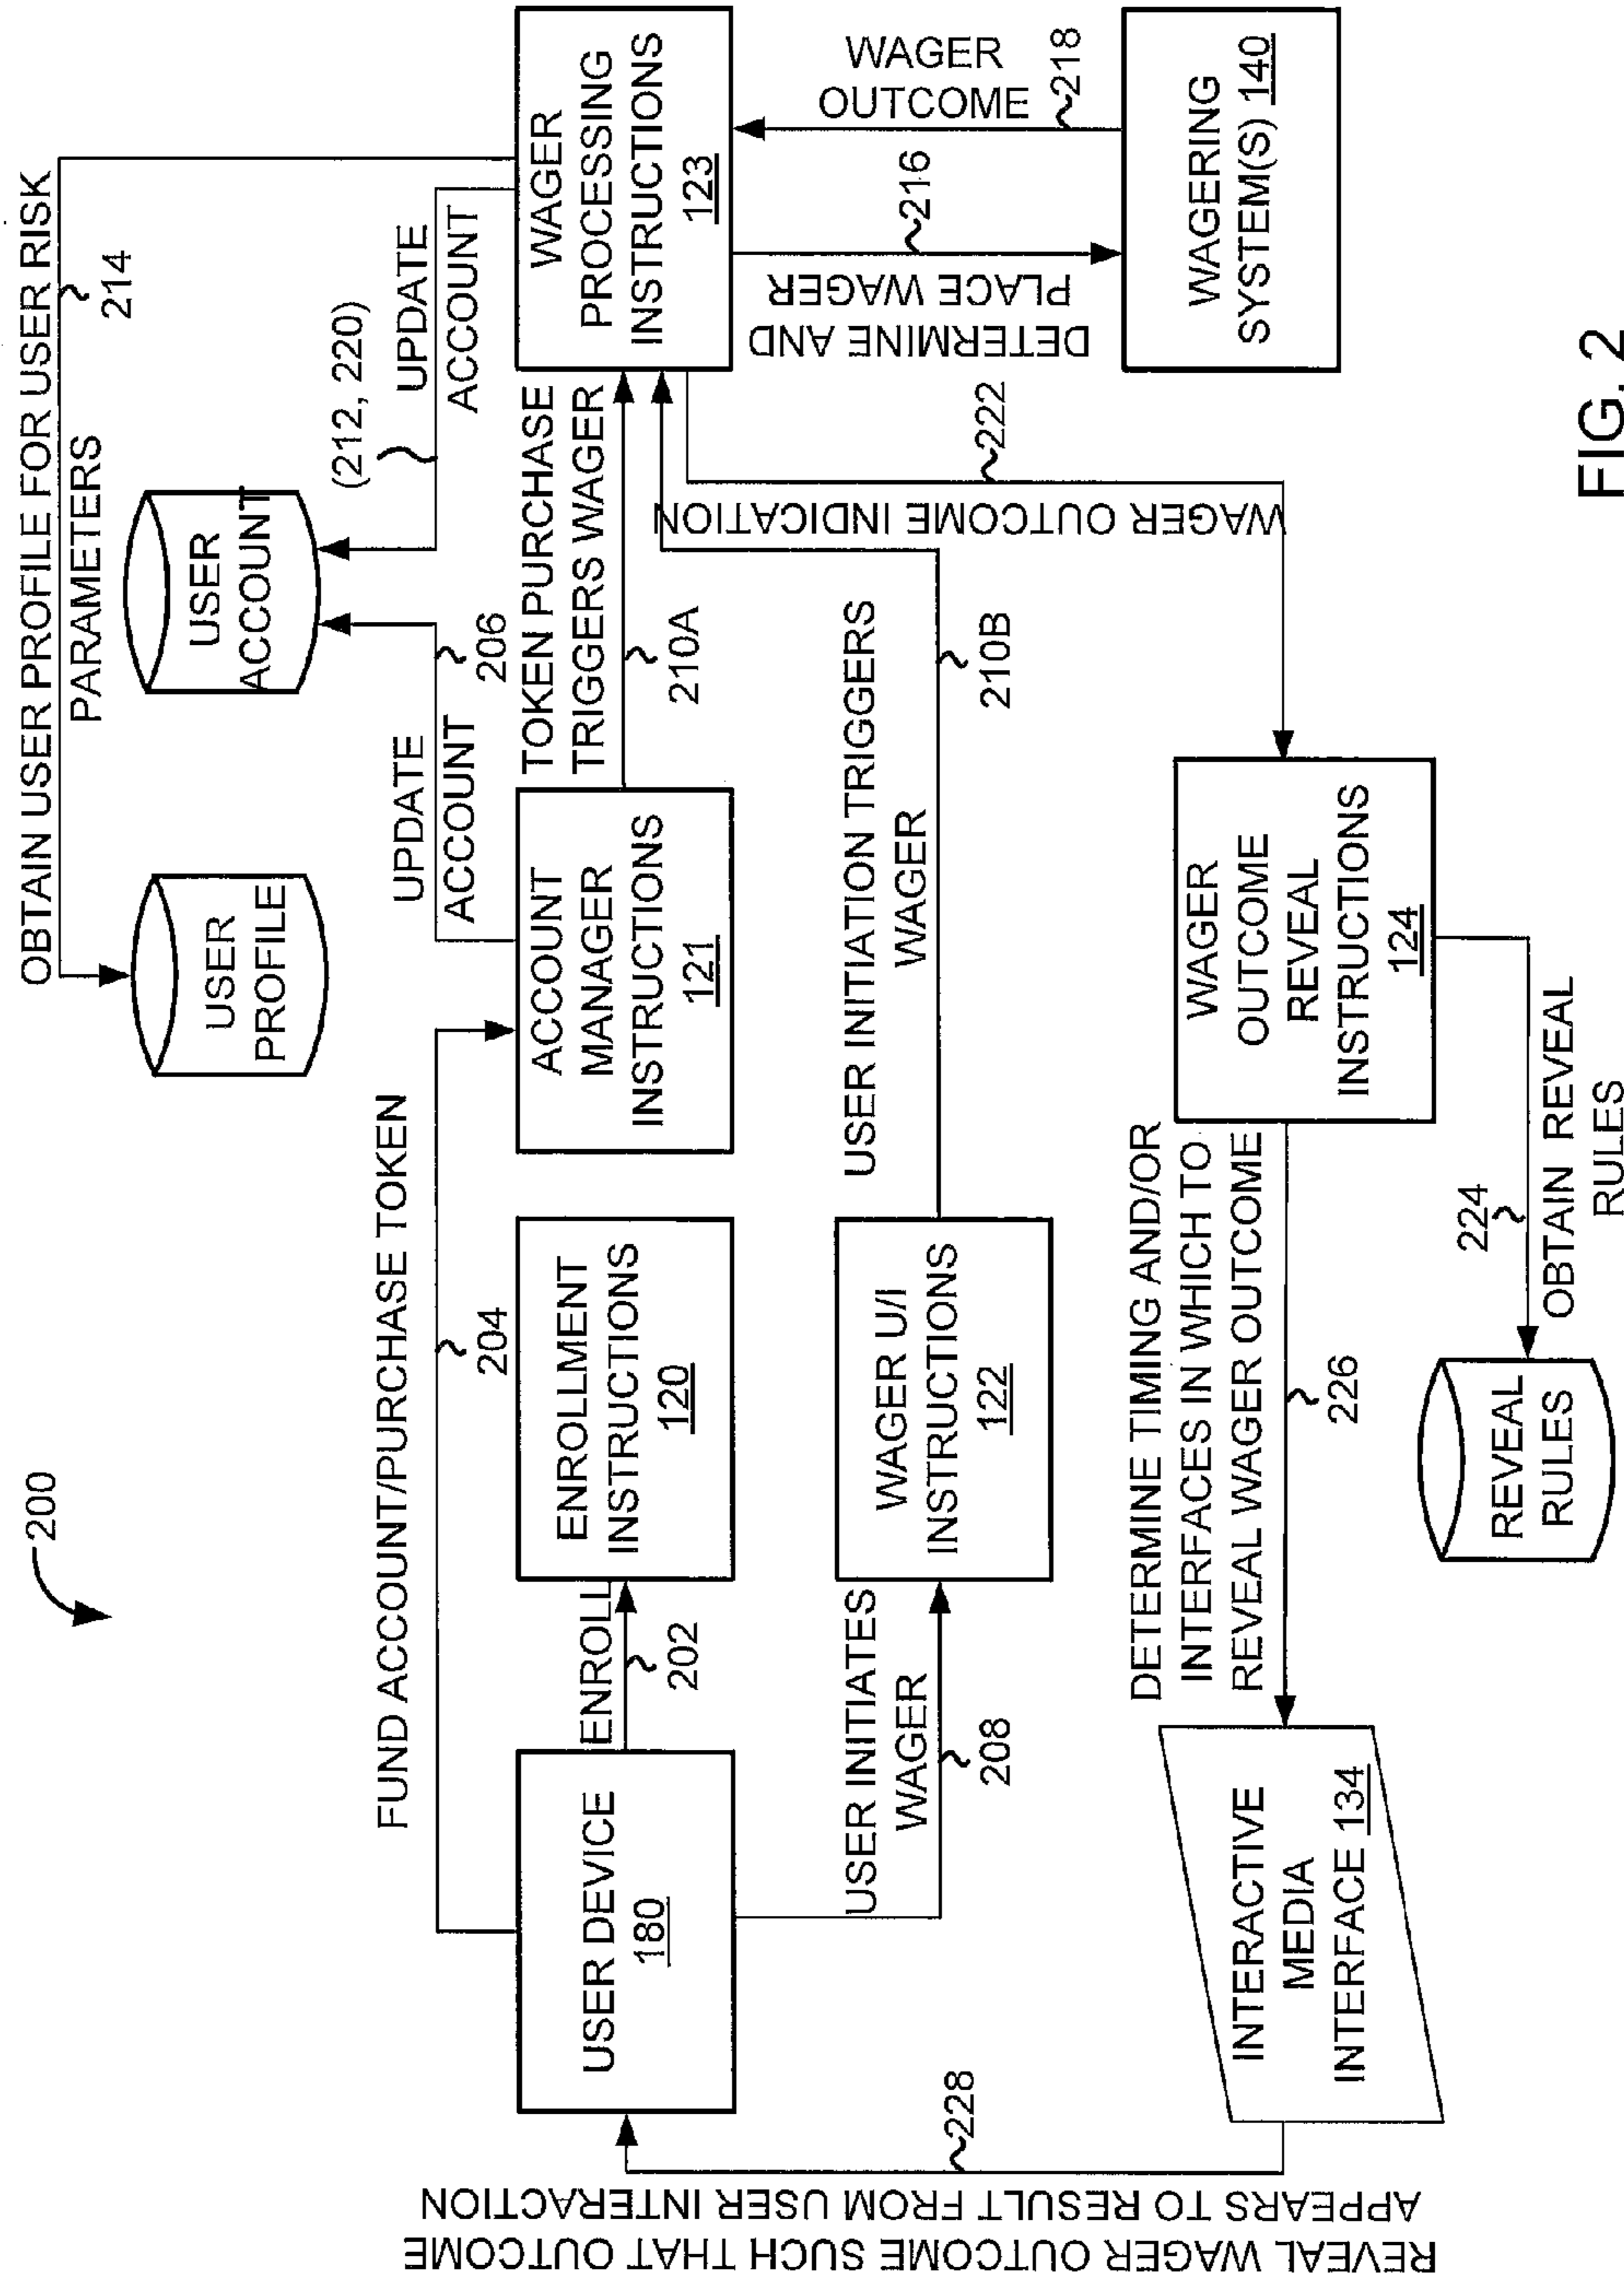 200
OBTAIN USER PROFILE FOR USER RISK
PARAMETERS
214
USER
PROFILE
USER
ACCOUNT
(212, 220)
UPDATE
ACCOUNT
UPDATE
ACCOUNT
206
FUND ACCOUNT/PURCHASE TOKEN
204
USER DEVICE
180
ENROLL
202
ENROLLMENT
INSTRUCTIONS
120
ACCOUNT
MANAGER
INSTRUCTIONS
121
TOKEN PURCHASE
TRIGGERS WAGER
210A
WAGER
PROCESSING
INSTRUCTIONS
123
USER INITIATES
WAGER
208
WAGER U/I
INSTRUCTIONS
122
USER INITIATION TRIGGERS
WAGER
210B
WAGER OUTCOME INDICATION
222
DETERMINE AND
PLACE WAGER
216
WAGER
OUTCOME
218
WAGERING
SYSTEM(S) 140
REVEAL WAGER OUTCOME SUCH THAT OUTCOME
APPEARS TO RESULT FROM USER INTERACTION
228
INTERACTIVE
MEDIA
INTERFACE 134
DETERMINE TIMING AND/OR
INTERFACES IN WHICH TO
REVEAL WAGER OUTCOME
226
WAGER
OUTCOME
REVEAL
INSTRUCTIONS
124
REVEAL
RULES
224
OBTAIN REVEAL
RULES
FIG. 2